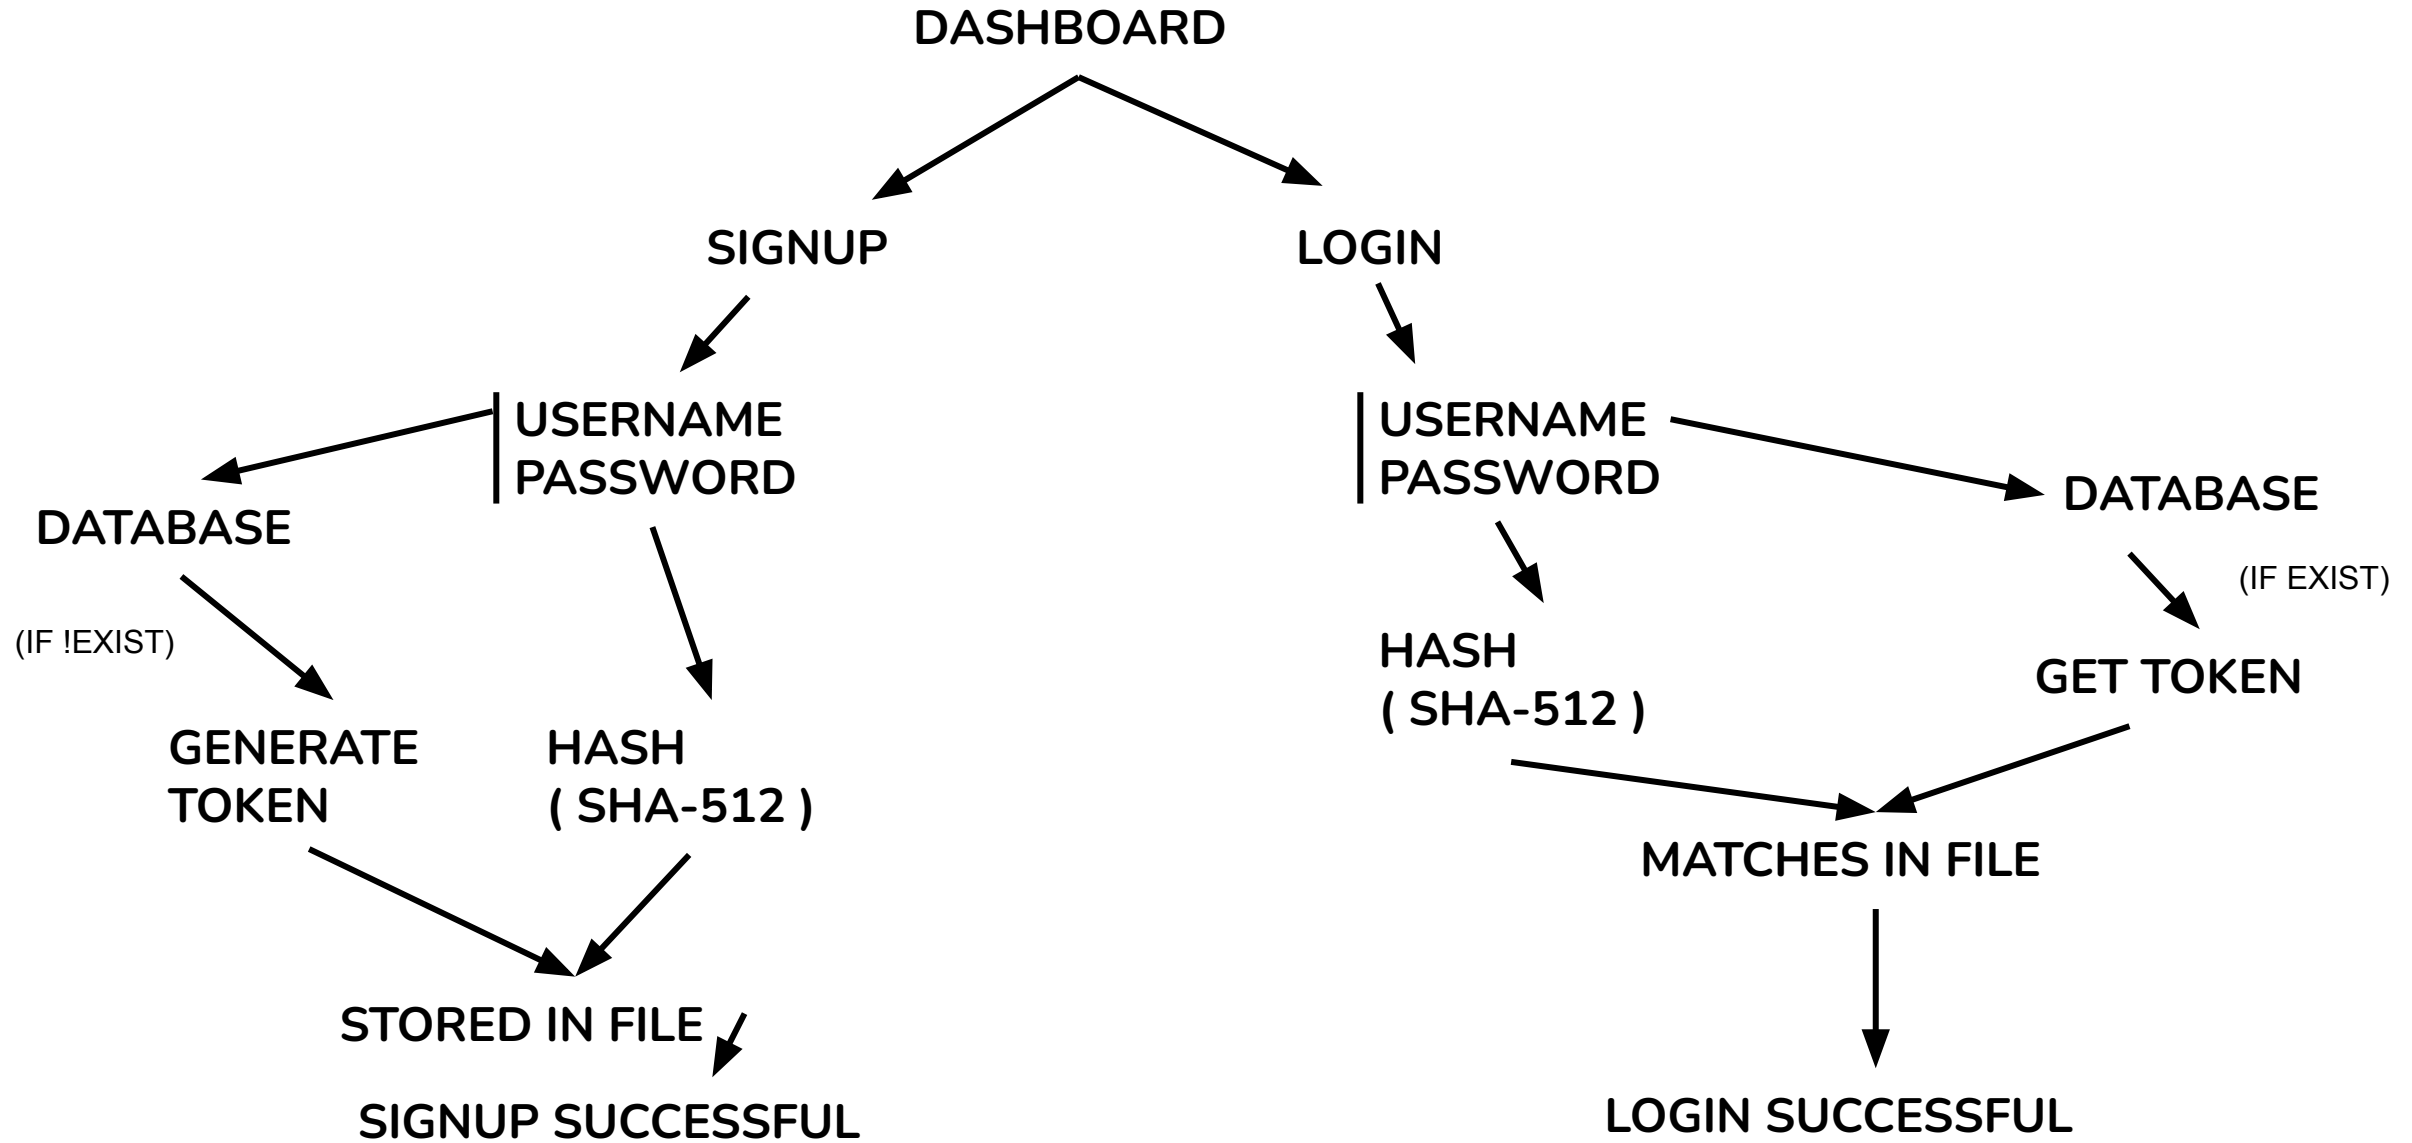 DASHBOARD
SIGNUP
LOGIN
USERNAME
PASSWORD
USERNAME
PASSWORD
DATABASE
DATABASE
(IF !EXIST)
(IF EXIST)
GENERATE
TOKEN
HASH
( SHA-512 )
HASH
( SHA-512 )
GET TOKEN
STORED IN FILE
MATCHES IN FILE
SIGNUP SUCCESSFUL
LOGIN SUCCESSFUL